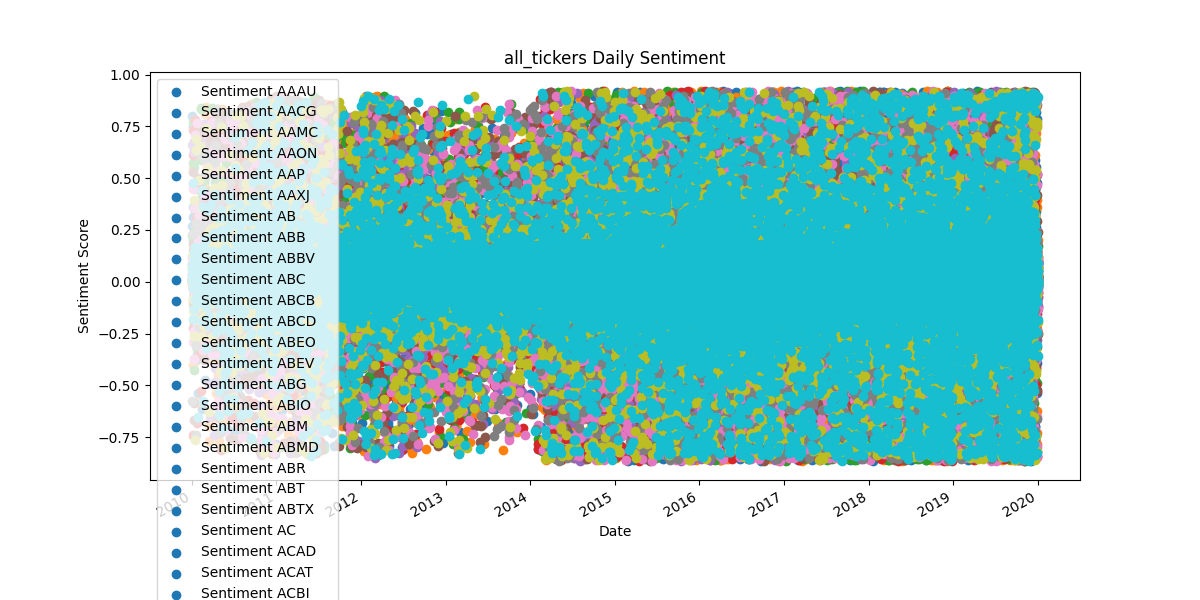 all_tickers Daily Sentiment
Sentiment Score
1.00
0.75
0.50
0.25
0.00
−0.25
−0.50
−0.75
Sentiment AAAU
Sentiment AACG
Sentiment AAMC
Sentiment AAON
Sentiment AAP
Sentiment AAXJ
Sentiment AB
Sentiment ABB
Sentiment ABBV
Sentiment ABC
Sentiment ABCB
Sentiment ABCD
Sentiment ABEO
Sentiment ABEV
Sentiment ABG
Sentiment ABIO
Sentiment ABM
Sentiment ABMD
Sentiment ABR
Sentiment ABT
Sentiment ABTX
Sentiment AC
Sentiment ACAD
Sentiment ACAT
Sentiment ACBI
2010
2011
2012
2013
2014
2015
2016
2017
2018
2019
2020
Date